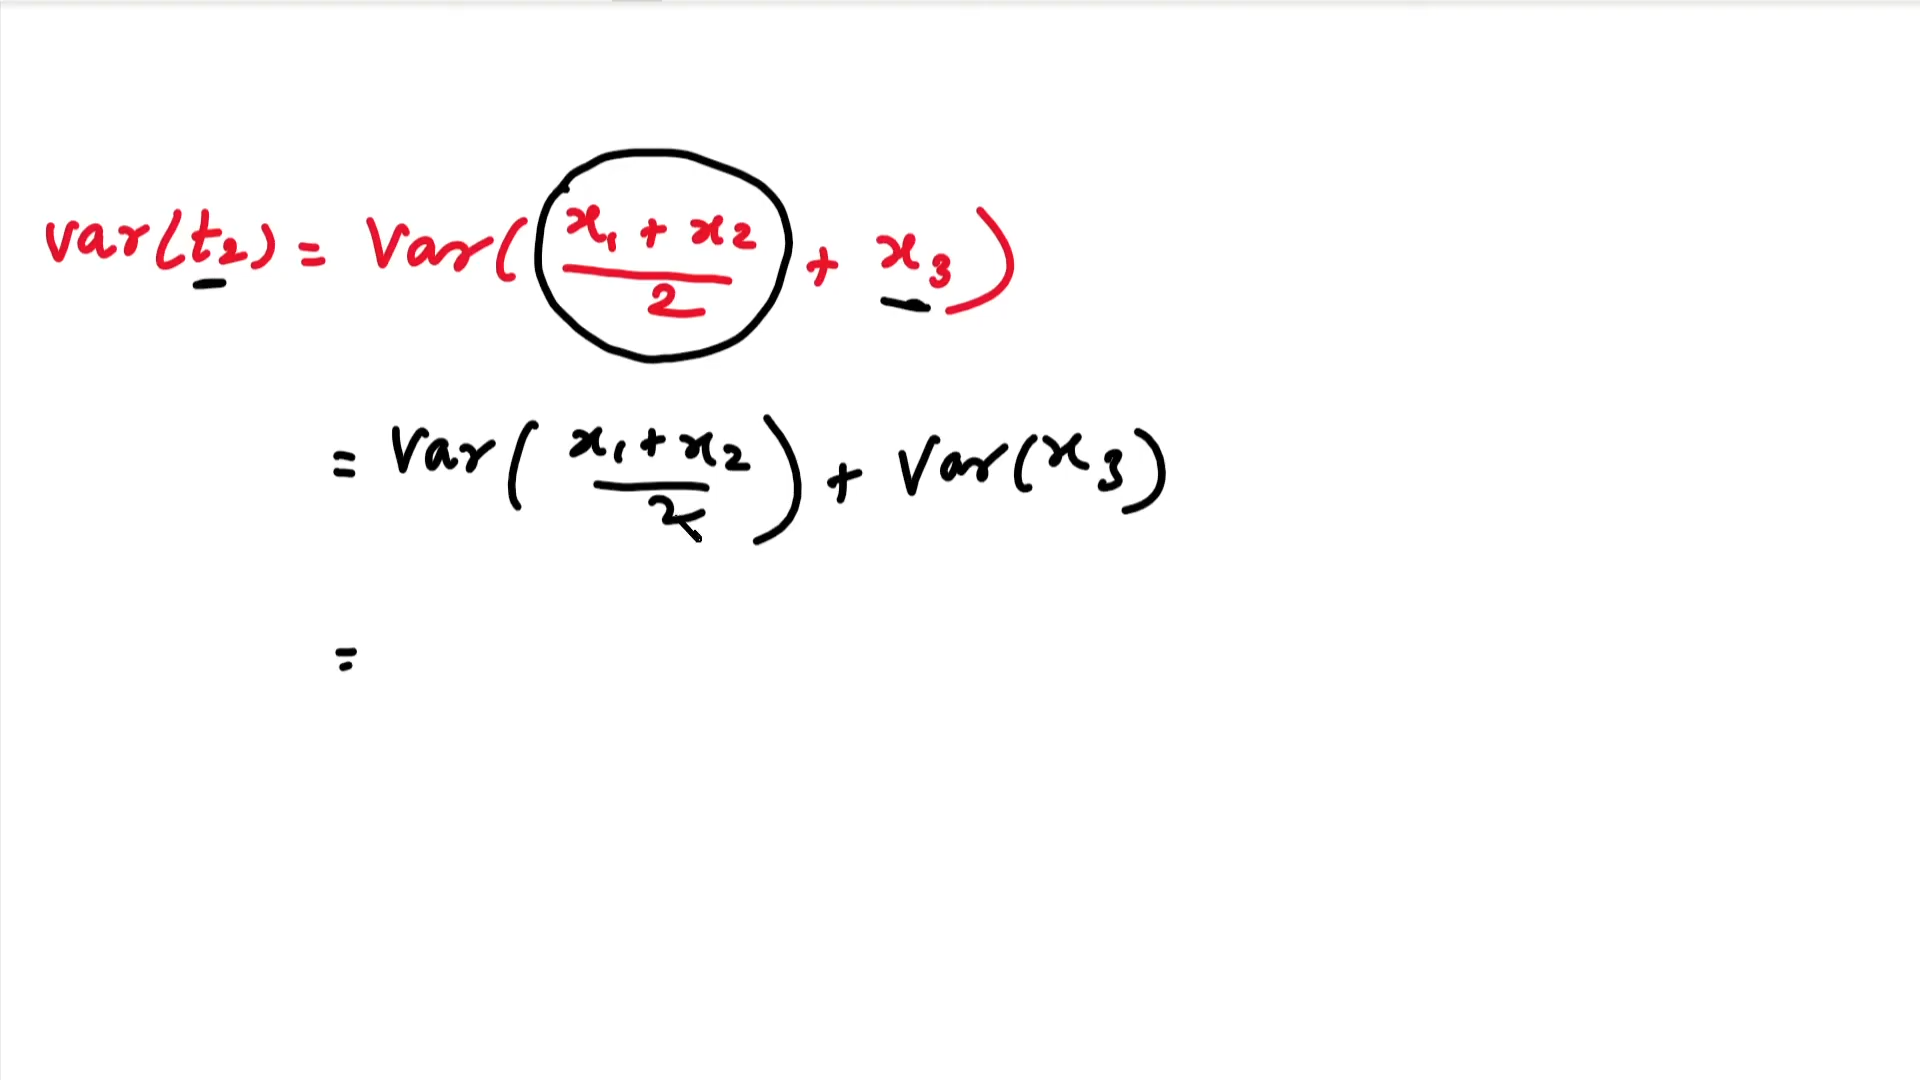 var(t₂) = Var( (x₁ + x₂)/2 + x₃ )
= Var( (x₁ + x₂)/2 ) + Var(x₃)
=